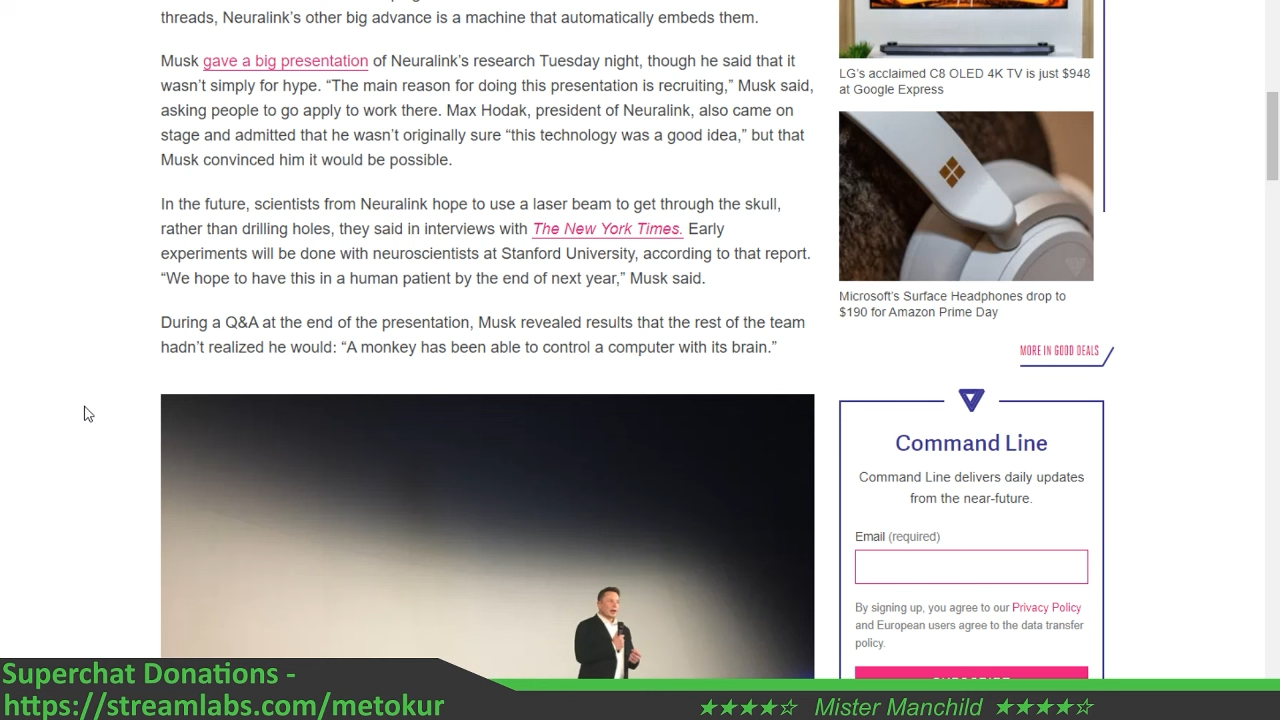 threads, Neuralink’s other big advance is a machine that automatically embeds them.
Musk gave a big presentation of Neuralink’s research Tuesday night, though he said that it
wasn’t simply for hype. “The main reason for doing this presentation is recruiting,” Musk said,
asking people to go apply to work there. Max Hodak, president of Neuralink, also came on
stage and admitted that he wasn’t originally sure “this technology was a good idea,” but that
Musk convinced him it would be possible.
In the future, scientists from Neuralink hope to use a laser beam to get through the skull,
rather than drilling holes, they said in interviews with The New York Times. Early
experiments will be done with neuroscientists at Stanford University, according to that report.
“We hope to have this in a human patient by the end of next year,” Musk said.
During a Q&A at the end of the presentation, Musk revealed results that the rest of the team
hadn’t realized he would: “A monkey has been able to control a computer with its brain.”
LG’s acclaimed C8 OLED 4K TV is just $948
at Google Express
Microsoft’s Surface Headphones drop to
$190 for Amazon Prime Day
MORE IN GOOD DEALS
Command Line
Command Line delivers daily updates
from the near-future.
Email (required)
By signing up, you agree to our Privacy Policy
and European users agree to the data transfer
policy.
Superchat Donations -
https://streamlabs.com/metokur
★★★★☆ Mister Manchild ★★★★☆